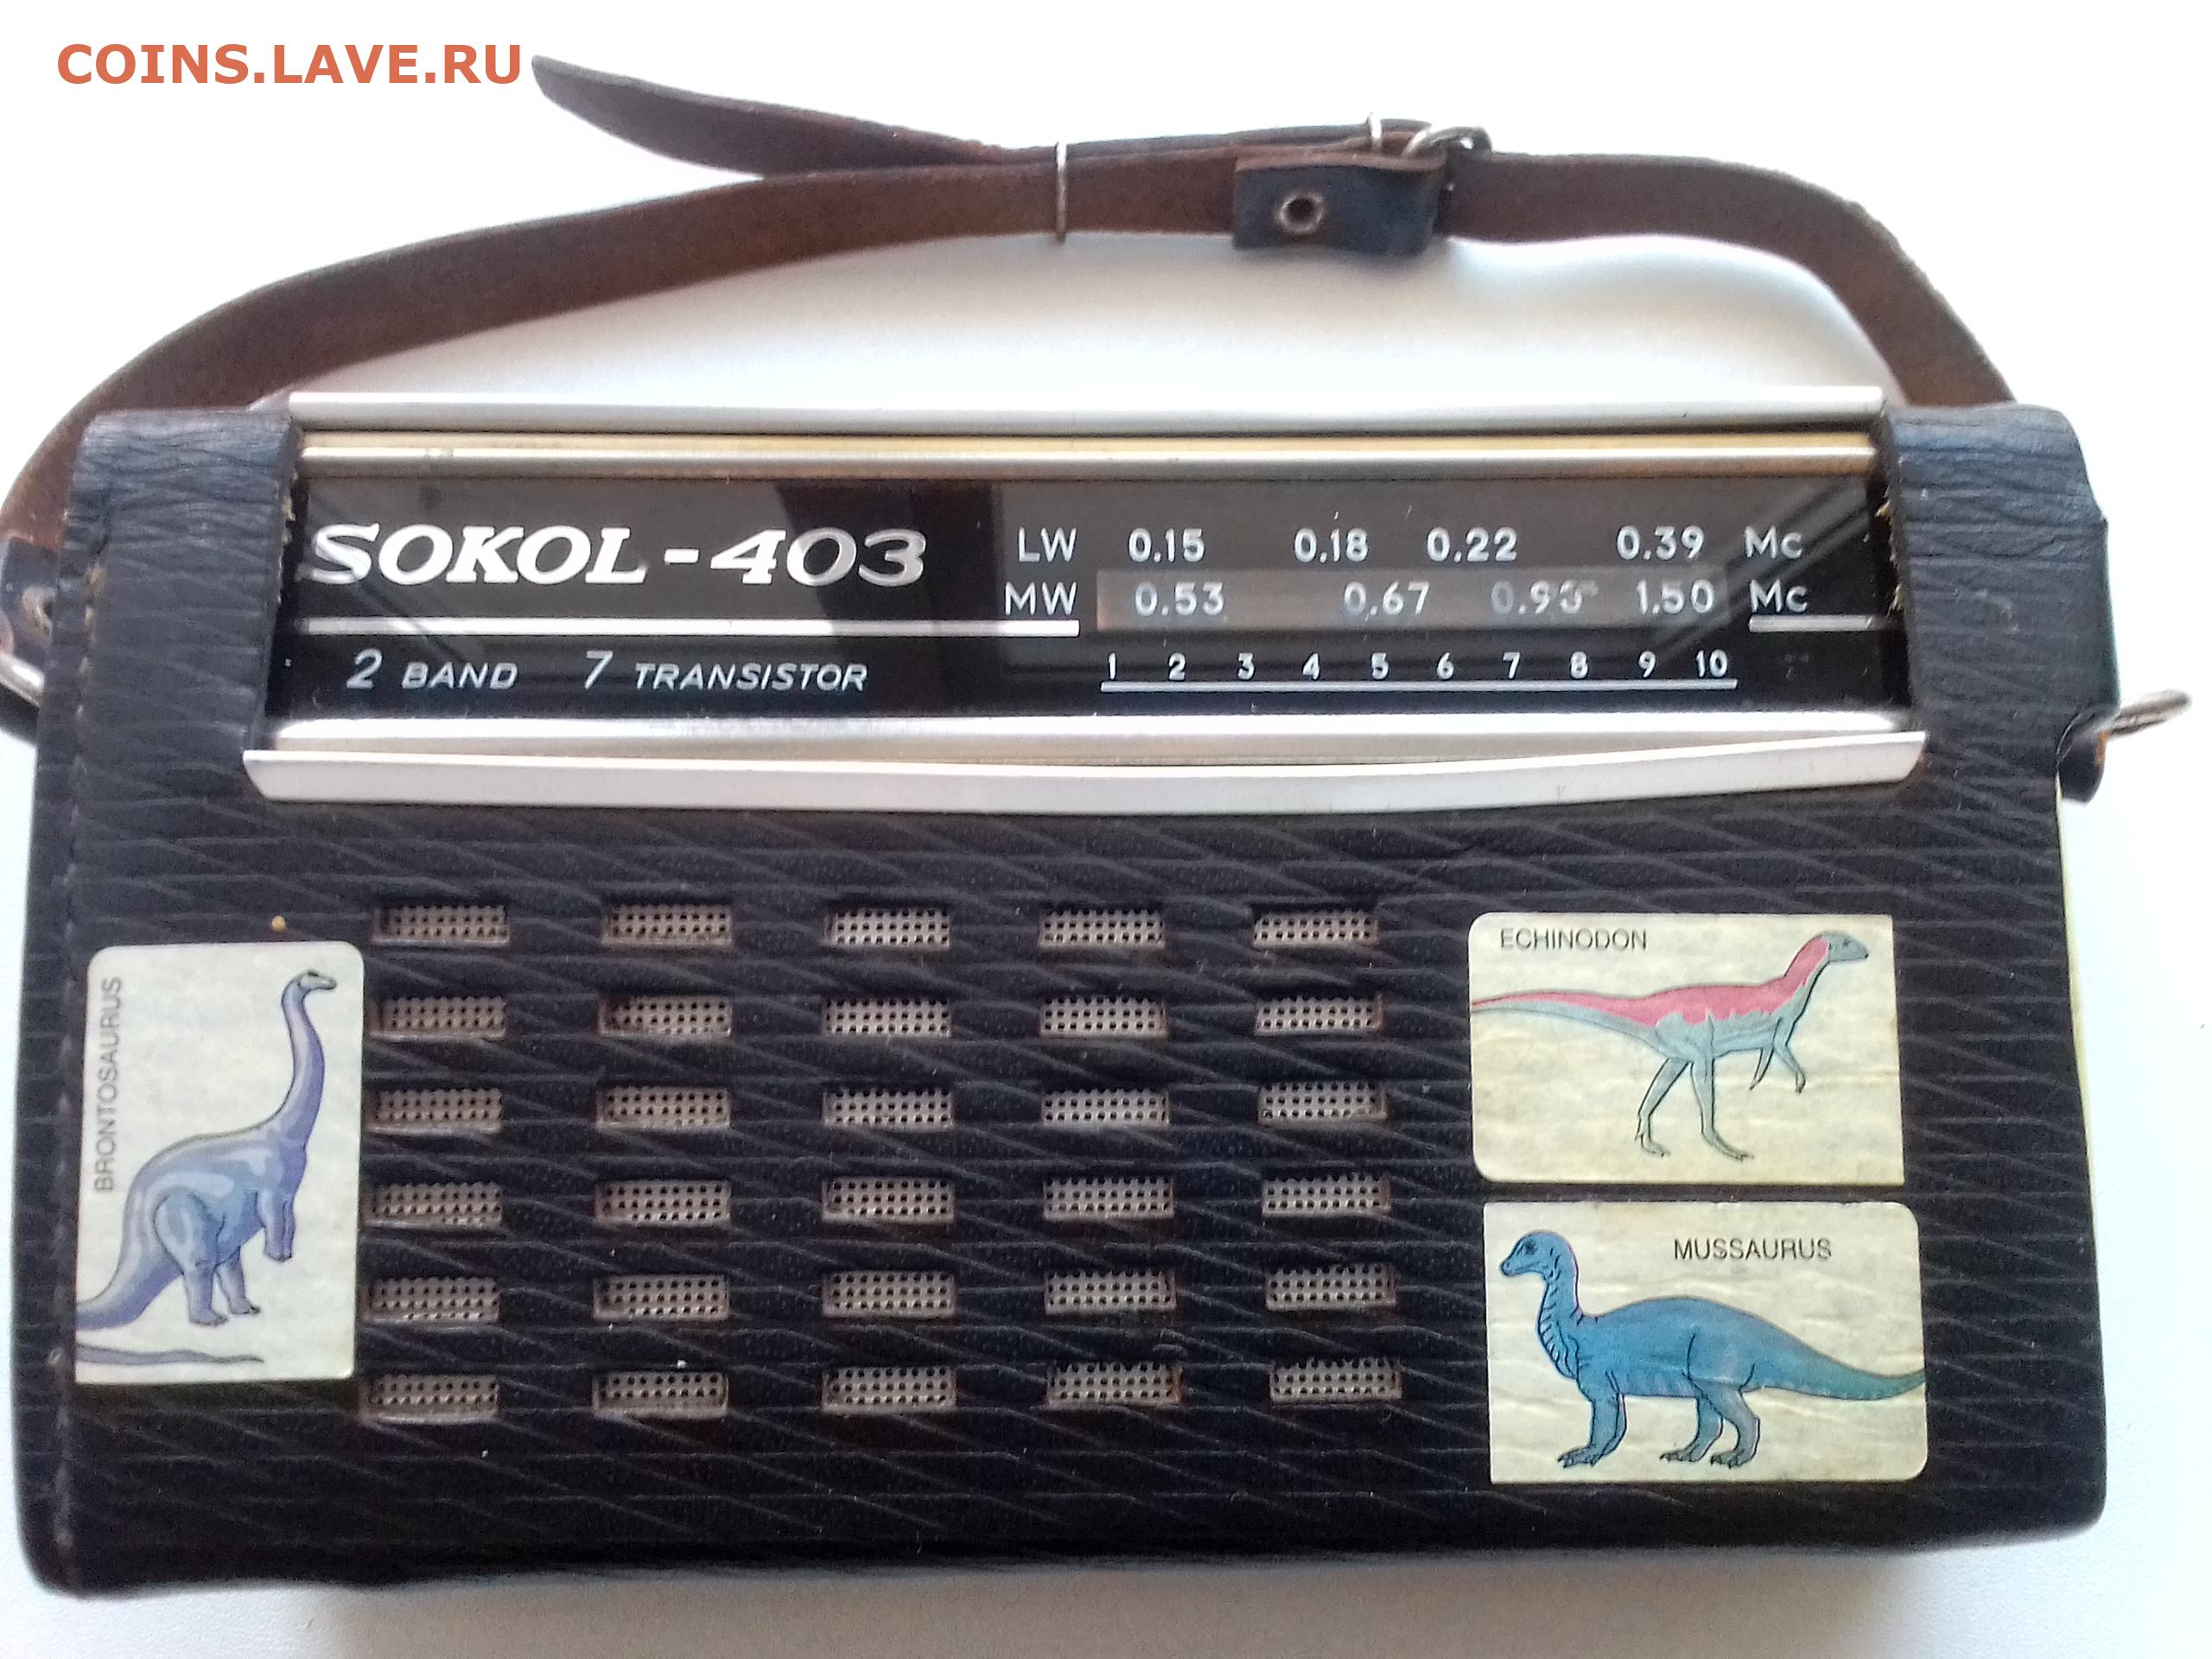 COINS.LAVE.RU
SOKOL-403
LW 0.15 0.18 0.22 0.39 Mc
MW 0.53 0.67 0.93 1.50 Mc
2 BAND 7 TRANSISTOR
1 2 3 4 5 6 7 8 9 10
BRONTOSAURUS
ECHINODON
MUSSAURUS